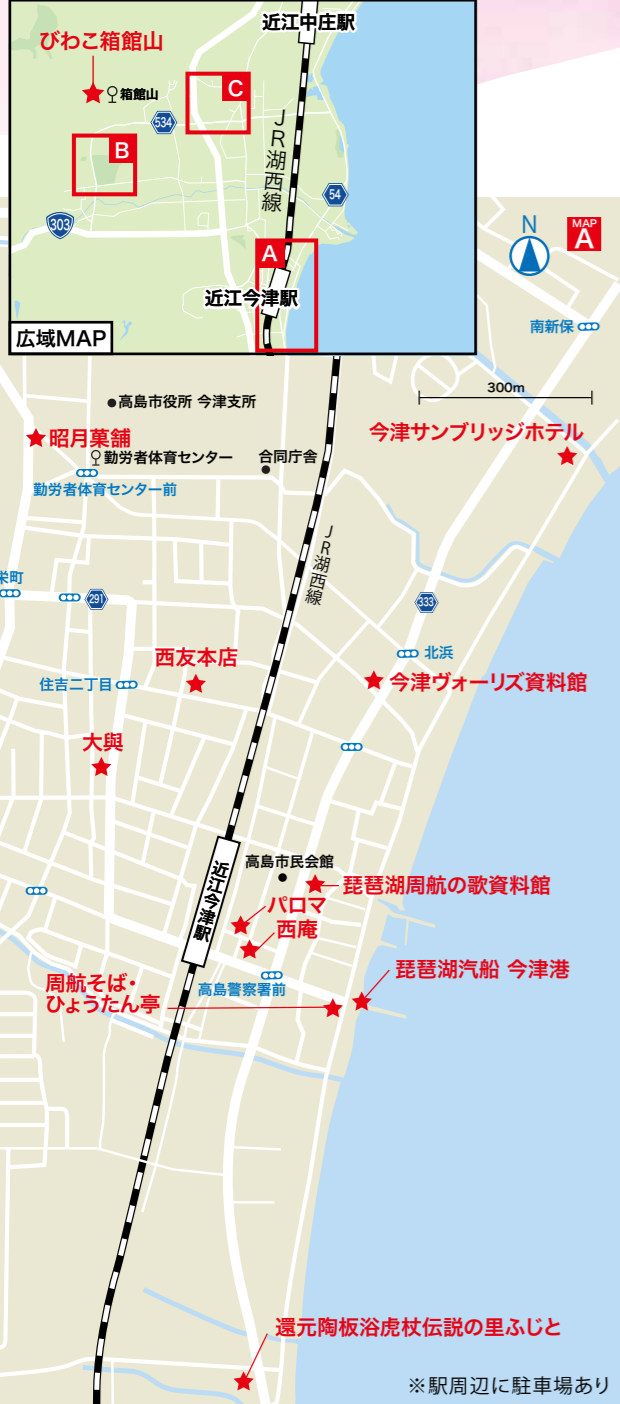 近江中庄駅
びわこ箱館山
箱館山
C
534
B
JR湖西線
54
303
A
近江今津駅
広域MAP
N
MAP
A
南新保
300m
高島市役所 今津支所
昭月菓舗
勤労者体育センター
合同庁舎
今津サンブリッジホテル
勤労者体育センター前
JR湖西線
栄町
291
333
西友本店
北浜
住吉二丁目
今津ヴォーリズ資料館
大與
近江今津駅
高島市民会館
琵琶湖周航の歌資料館
パロマ
西庵
琵琶湖汽船 今津港
周航そば・
ひょうたん亭
高島警察署前
還元陶板浴虎杖伝説の里ふじと
※駅周辺に駐車場あり